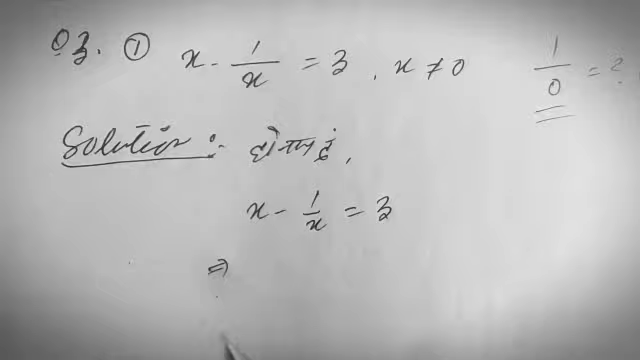 Q3. ① x - 1/x = 3, x ≠ 0
1/0 = ?
Solution :-
x - 1/x = 3
⇒